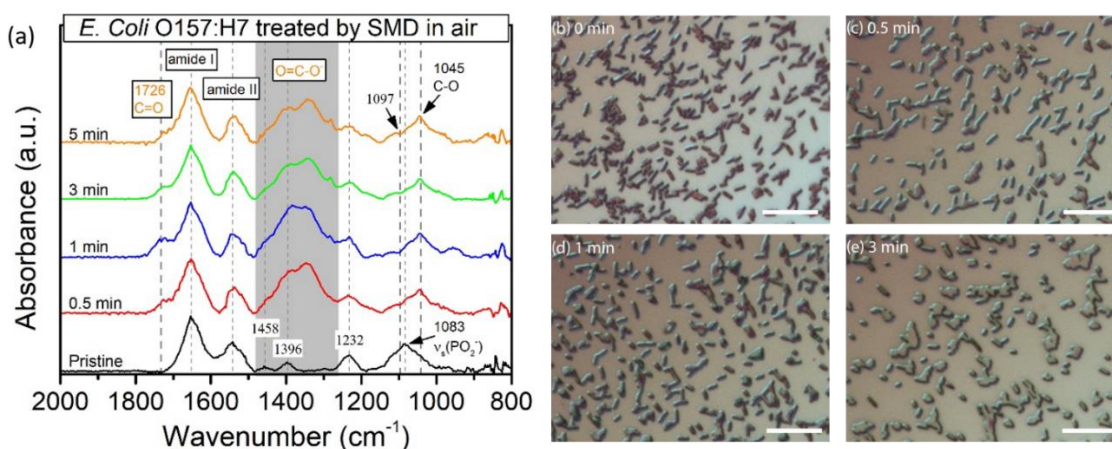 (a)
E. Coli O157:H7 treated by SMD in air
amide I
O=C-O⁻
1045
C-O
1726
C=O
amide II
1097
5 min
3 min
1 min
0.5 min
1458
1396
1232
1083
νs(PO₂⁻)
Pristine
Absorbance (a.u.)
2000 1800 1600 1400 1200 1000 800
Wavenumber (cm⁻¹)
(b) 0 min
(c) 0.5 min
(d) 1 min
(e) 3 min